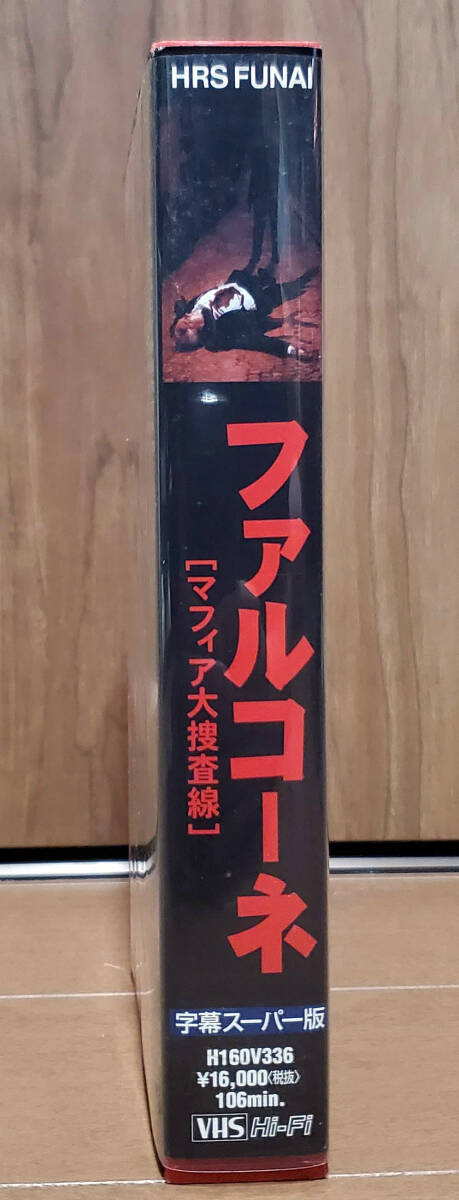 HRS FUNAI
ファルコーネ
[マフィア大捜査線]
字幕スーパー版
H160V336
¥16,000〈税抜〉
106min.
VHS Hi-Fi